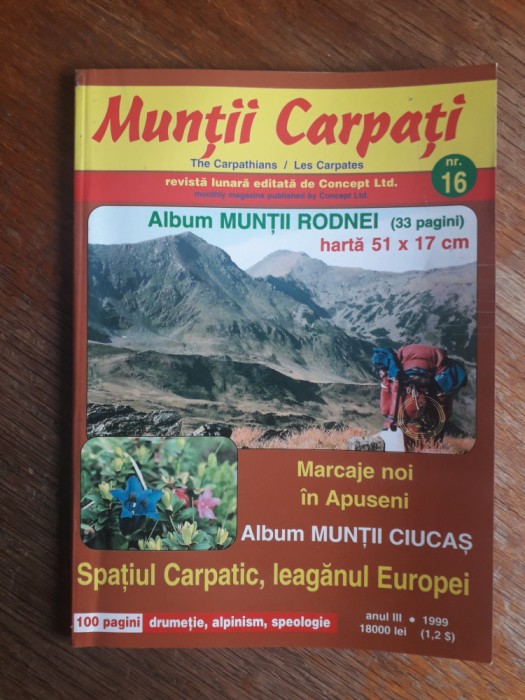 Munții Carpați
The Carpathians / Les Carpates
nr.
16
revistă lunară editată de Concept Ltd.
monthly magazine published by Concept Ltd.
Album MUNȚII RODNEI (33 pagini)
hartă 51 x 17 cm
Marcaje noi
în Apuseni
Album MUNȚII CIUCAȘ
Spațiul Carpatic, leagănul Europei
100 pagini drumeție, alpinism, speologie
anul III • 1999
18000 lei (1,2 $)